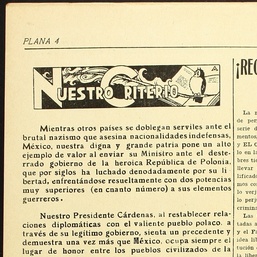 PLANA 4
NUESTRO CRITERIO
¡REC
Mientras otros países se doblegan serviles ante el
brutal nazismo que asesina nacionalidades indefensas,
México, nuestra digna y grande patria pone un alto
ejemplo de valor al enviar su Ministro ante el deste-
rrado gobierno de la heroica República de Polonia,
que por siglos ha luchado denodadamente por su li-
bertad, enfrentándose resueltamente con dos potencias
muy superiores (en cuanto número) a sus elementos
guerreros.
Nuestro Presidente Cárdenas, al restablecer rela-
ciones diplomáticas con el valiente pueblo polaco, a
través de su legítimo gobierno, sienta un precedente y
demuestra una vez más que México, ocupa siempre el
lugar de honor entre los pueblos civilizados de la